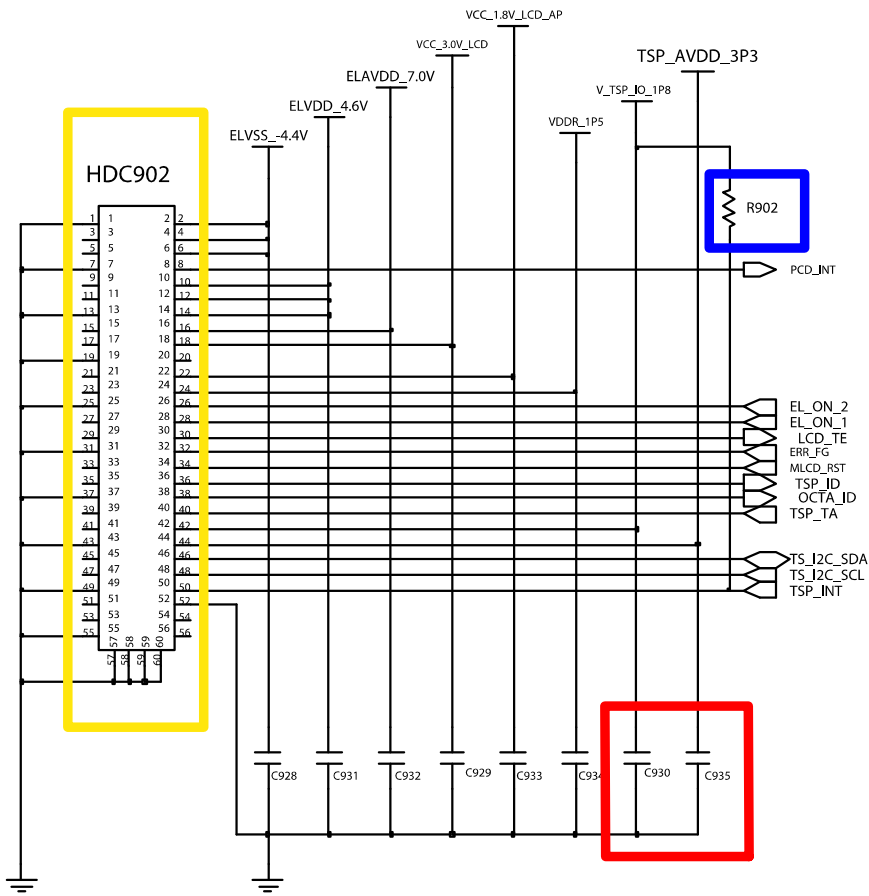 VCC_1.8V_LCD_AP
VCC_3.0V_LCD
TSP_AVDD_3P3
ELAVDD_7.0V
V_TSP_IO_1P8
ELVDD_4.6V
VDDR_1P5
ELVSS_-4.4V
HDC902
R902
1 1 2 2
3 3 4 4
5 5 6 6
7 7 8 8
PCD_INT
9 9 10 10
11 11 12 12
13 13 14 14
15 15 16 16
17 17 18 18
19 19 20 20
21 21 22 22
23 23 24 24
25 25 26 26
EL_ON_2
27 27 28 28
EL_ON_1
29 29 30 30
LCD_TE
31 31 32 32
ERR_FG
33 33 34 34
MLCD_RST
35 35 36 36
TSP_ID
37 37 38 38
OCTA_ID
39 39 40 40
TSP_TA
41 41 42 42
43 43 44 44
45 45 46 46
TS_I2C_SDA
47 47 48 48
TS_I2C_SCL
49 49 50 50
TSP_INT
51 51 52 52
53 53 54 54
55 55 56 56
57 58 59 60
57 58 59 60
C928
C931
C932
C929
C933
C934
C930
C935